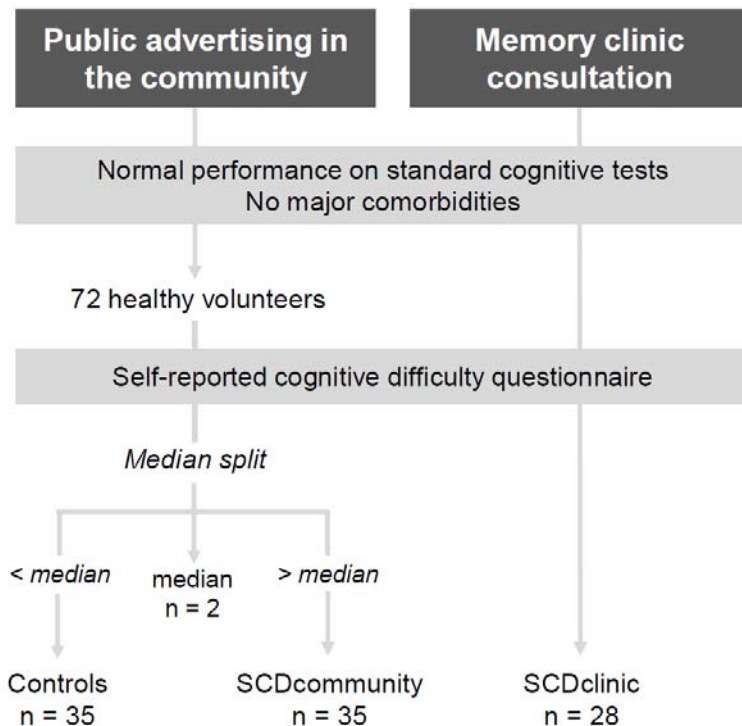 Public advertising in
the community
Memory clinic
consultation
Normal performance on standard cognitive tests
No major comorbidities
72 healthy volunteers
Self-reported cognitive difficulty questionnaire
Median split
< median
median
n = 2
> median
Controls
n = 35
SCDcommunity
n = 35
SCDclinic
n = 28